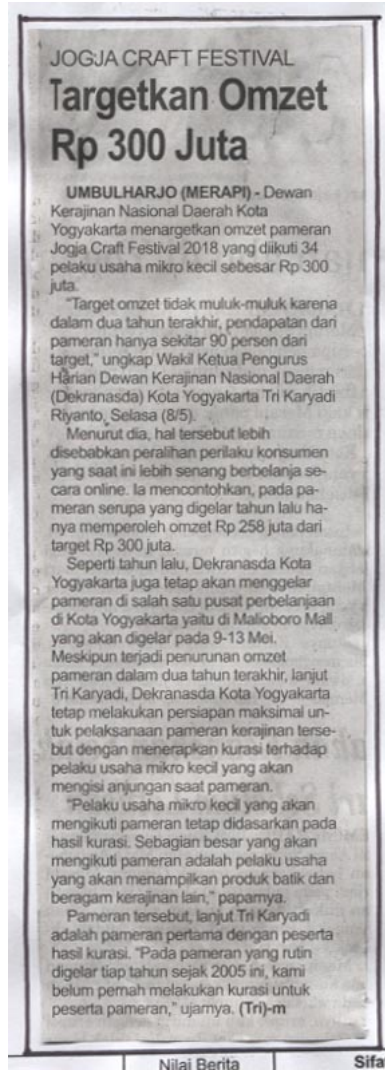 JOGJA CRAFT FESTIVAL
Targetkan Omzet
Rp 300 Juta
UMBULHARJO (MERAPI) - Dewan
Kerajinan Nasional Daerah Kota
Yogyakarta menargetkan omzet pameran
Jogja Craft Festival 2018 yang diikuti 34
pelaku usaha mikro kecil sebesar Rp 300
juta.
"Target omzet tidak muluk-muluk karena
dalam dua tahun terakhir, pendapatan dari
pameran hanya sekitar 90 persen dari
target," ungkap Wakil Ketua Pengurus
Harian Dewan Kerajinan Nasional Daerah
(Dekranasda) Kota Yogyakarta Tri Karyadi
Riyanto, Selasa (8/5).
Menurut dia, hal tersebut lebih
disebabkan peralihan perilaku konsumen
yang saat ini lebih senang berbelanja se-
cara online. Ia mencontohkan, pada pa-
meran serupa yang digelar tahun lalu ha-
nya memperoleh omzet Rp 258 juta dari
target Rp 300 juta.
Seperti tahun lalu, Dekranasda Kota
Yogyakarta juga tetap akan menggelar
pameran di salah satu pusat perbelanjaan
di Kota Yogyakarta yaitu di Malioboro Mall
yang akan digelar pada 9-13 Mei.
Meskipun terjadi penurunan omzet
pameran dalam dua tahun terakhir, lanjut
Tri Karyadi, Dekranasda Kota Yogyakarta
tetap melakukan persiapan maksimal un-
tuk pelaksanaan pameran kerajinan terse-
but dengan menerapkan kurasi terhadap
pelaku usaha mikro kecil yang akan
mengisi anjungan saat pameran.
"Pelaku usaha mikro kecil yang akan
mengikuti pameran tetap didasarkan pada
hasil kurasi. Sebagian besar yang akan
mengikuti pameran adalah pelaku usaha
yang akan menampilkan produk batik dan
beragam kerajinan lain," paparnya.
Pameran tersebut, lanjut Tri Karyadi
adalah pameran pertama dengan peserta
hasil kurasi. "Pada pameran yang rutin
digelar tiap tahun sejak 2005 ini, kami
belum pernah melakukan kurasi untuk
peserta pameran," ujarnya. (Tri)-m
Nilai Berita
Sifa